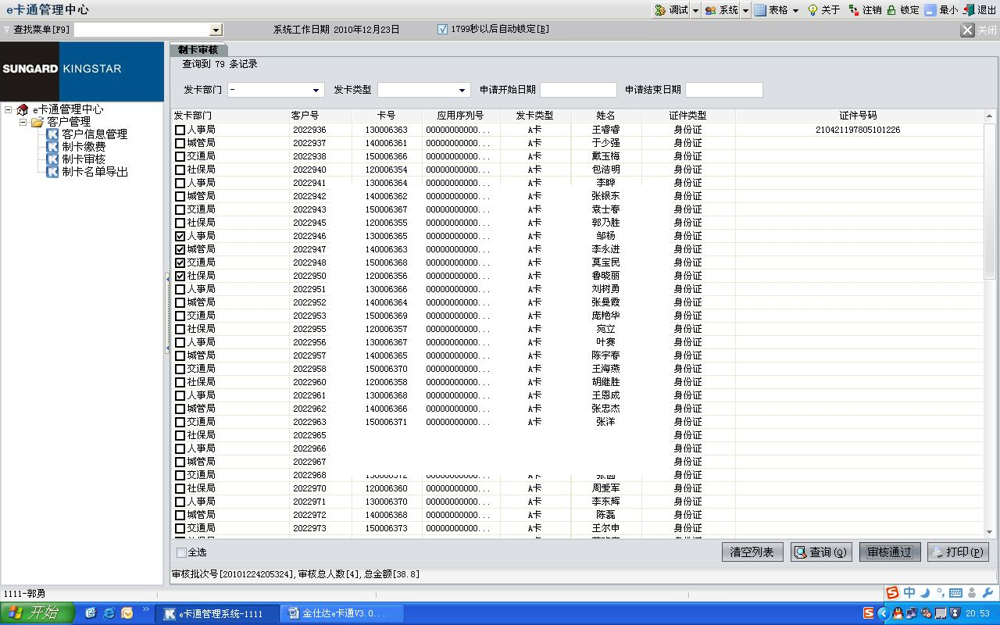 e卡通管理中心 调试 系统 表格 关于 注销 锁定 最小 退出
查找菜单[F9] 系统工作日期 2010年12月23日 1799秒以后自动锁定[B] 关闭
SUNGARD KINGSTAR
e卡通管理中心
客户管理
客户信息管理
制卡缴费
制卡审核
制卡名单导出
制卡审核
查询到 79 条记录
发卡部门 - 发卡类型 申请开始日期 申请结束日期
发卡部门 客户号 卡号 应用序列号 发卡类型 姓名 证件类型 证件号码
人事局 2022936 130006363 00000000000... A卡 王睿睿 身份证 210421197805101226
城管局 2022937 140006361 00000000000... A卡 于少强 身份证
交通局 2022938 150006366 00000000000... A卡 戴玉梅 身份证
社保局 2022940 120006354 00000000000... A卡 包浩明 身份证
人事局 2022941 130006364 00000000000... A卡 李晔 身份证
城管局 2022942 140006362 00000000000... A卡 张银东 身份证
交通局 2022943 150006367 00000000000... A卡 袁士春 身份证
社保局 2022945 120006355 00000000000... A卡 郭乃胜 身份证
人事局 2022946 130006365 00000000000... A卡 邹杨 身份证
城管局 2022947 140006363 00000000000... A卡 李永进 身份证
交通局 2022948 150006368 00000000000... A卡 莫宝民 身份证
社保局 2022950 120006356 00000000000... A卡 鲁晓丽 身份证
人事局 2022951 130006366 00000000000... A卡 刘树勇 身份证
城管局 2022952 140006364 00000000000... A卡 张曼霞 身份证
交通局 2022953 150006369 00000000000... A卡 庞艳华 身份证
社保局 2022955 120006357 00000000000... A卡 宛立 身份证
人事局 2022956 130006367 00000000000... A卡 叶赛 身份证
城管局 2022957 140006365 00000000000... A卡 陈宇春 身份证
交通局 2022958 150006370 00000000000... A卡 王海燕 身份证
社保局 2022960 120006358 00000000000... A卡 胡继胜 身份证
人事局 2022961 130006368 00000000000... A卡 王恩成 身份证
城管局 2022962 140006366 00000000000... A卡 张忠杰 身份证
交通局 2022963 150006371 00000000000... A卡 张洋 身份证
社保局 2022965 身份证
人事局 2022966 身份证
城管局 2022967 身份证
交通局 2022968 身份证
社保局 2022970 120006360 00000000000... A卡 周爱军 身份证
人事局 2022971 130006370 00000000000... A卡 李东辉 身份证
城管局 2022972 140006368 00000000000... A卡 陈磊 身份证
交通局 2022973 150006373 00000000000... A卡 王尔申 身份证
全选 清空列表 查询(Q) 审核通过 打印(P)
审核批次号[20101224205324],审核总人数[4],总金额[38.8]
1111-郭勇
中
开始 e卡通管理系统-1111 金仕达e卡通V3.0... 20:53